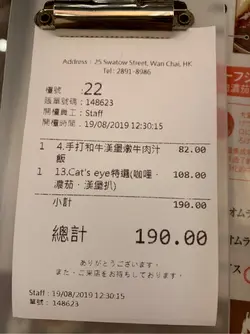 Address : 25 Swatow Street, Wan Chai, HK
Tel: 2891-8986
檯號 : 22
賬單號碼 : 148623
開檯員工 : Staff
開檯時間 : 19/08/2019 12:30:15
1 4.手打和牛漢堡燉牛肉汁飯 82.00
1 13.Cat's eye特選(咖喱,濃茄,漢堡扒) 108.00
小計 190.00
總計 190.00
ありがとうございます。
また、ご来店をお待ちしております。
Staff : 19/08/2019 12:30:15
單號: 148623
オムラ